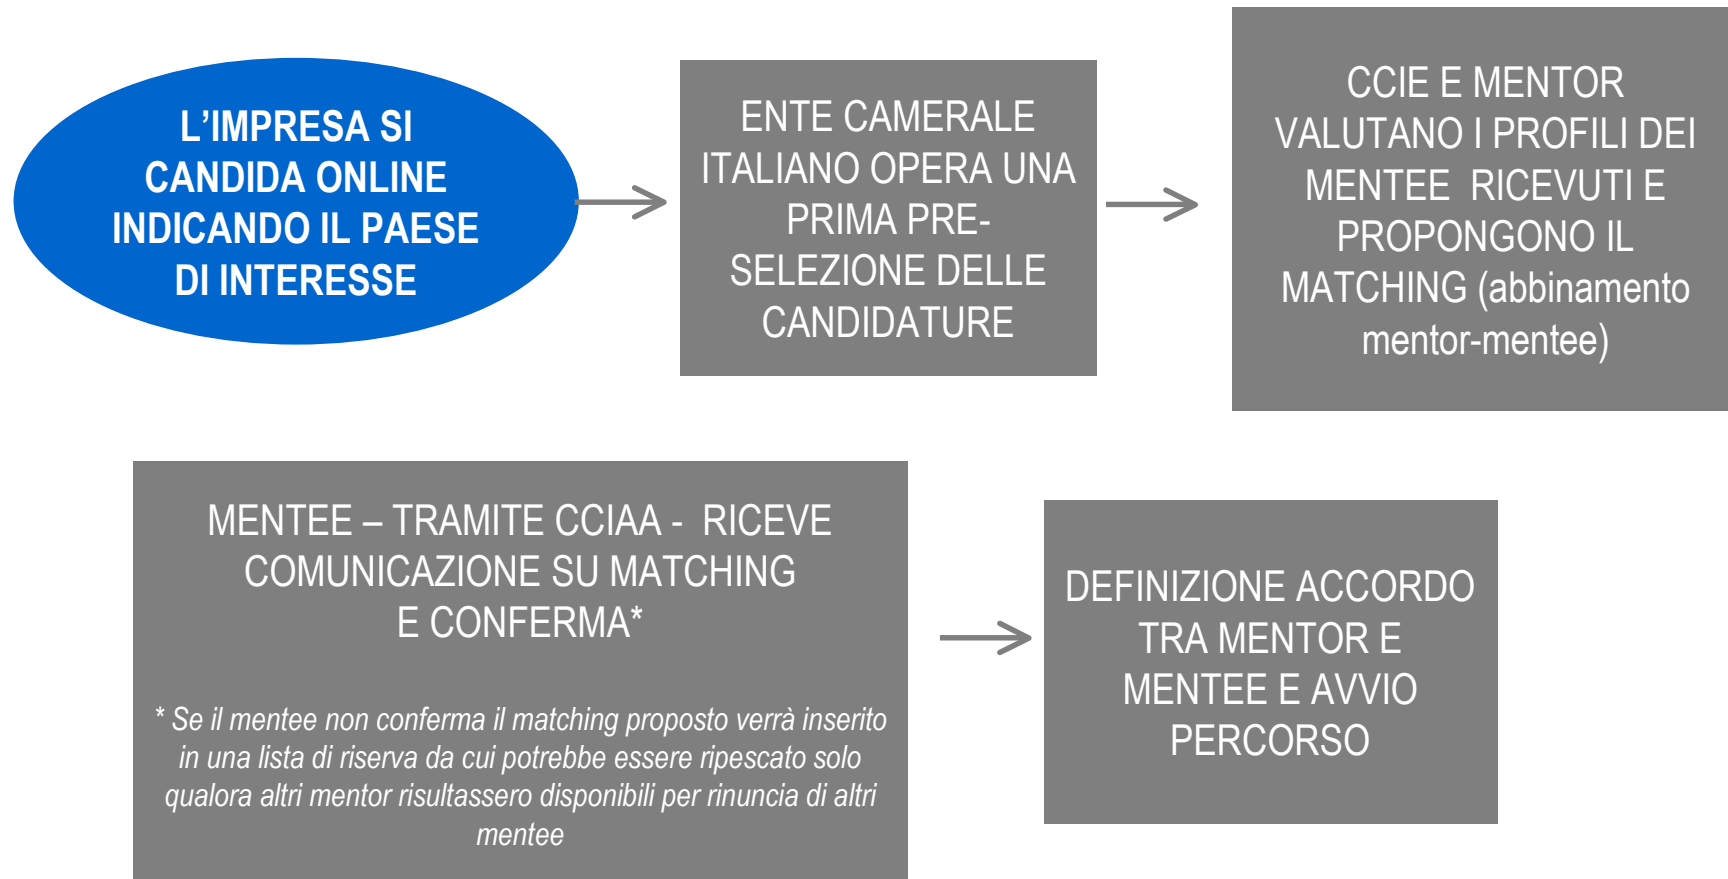 L’IMPRESA SI
CANDIDA ONLINE
INDICANDO IL PAESE
DI INTERESSE
ENTE CAMERALE
ITALIANO OPERA UNA
PRIMA PRE-
SELEZIONE DELLE
CANDIDATURE
CCIE E MENTOR
VALUTANO I PROFILI DEI
MENTEE  RICEVUTI E
PROPONGONO IL
MATCHING (abbinamento
mentor-mentee)
MENTEE – TRAMITE CCIAA -  RICEVE
COMUNICAZIONE SU MATCHING
E CONFERMA*
* Se il mentee non conferma il matching proposto verrà inserito
in una lista di riserva da cui potrebbe essere ripescato solo
qualora altri mentor risultassero disponibili per rinuncia di altri
mentee
DEFINIZIONE ACCORDO
TRA MENTOR E
MENTEE E AVVIO
PERCORSO